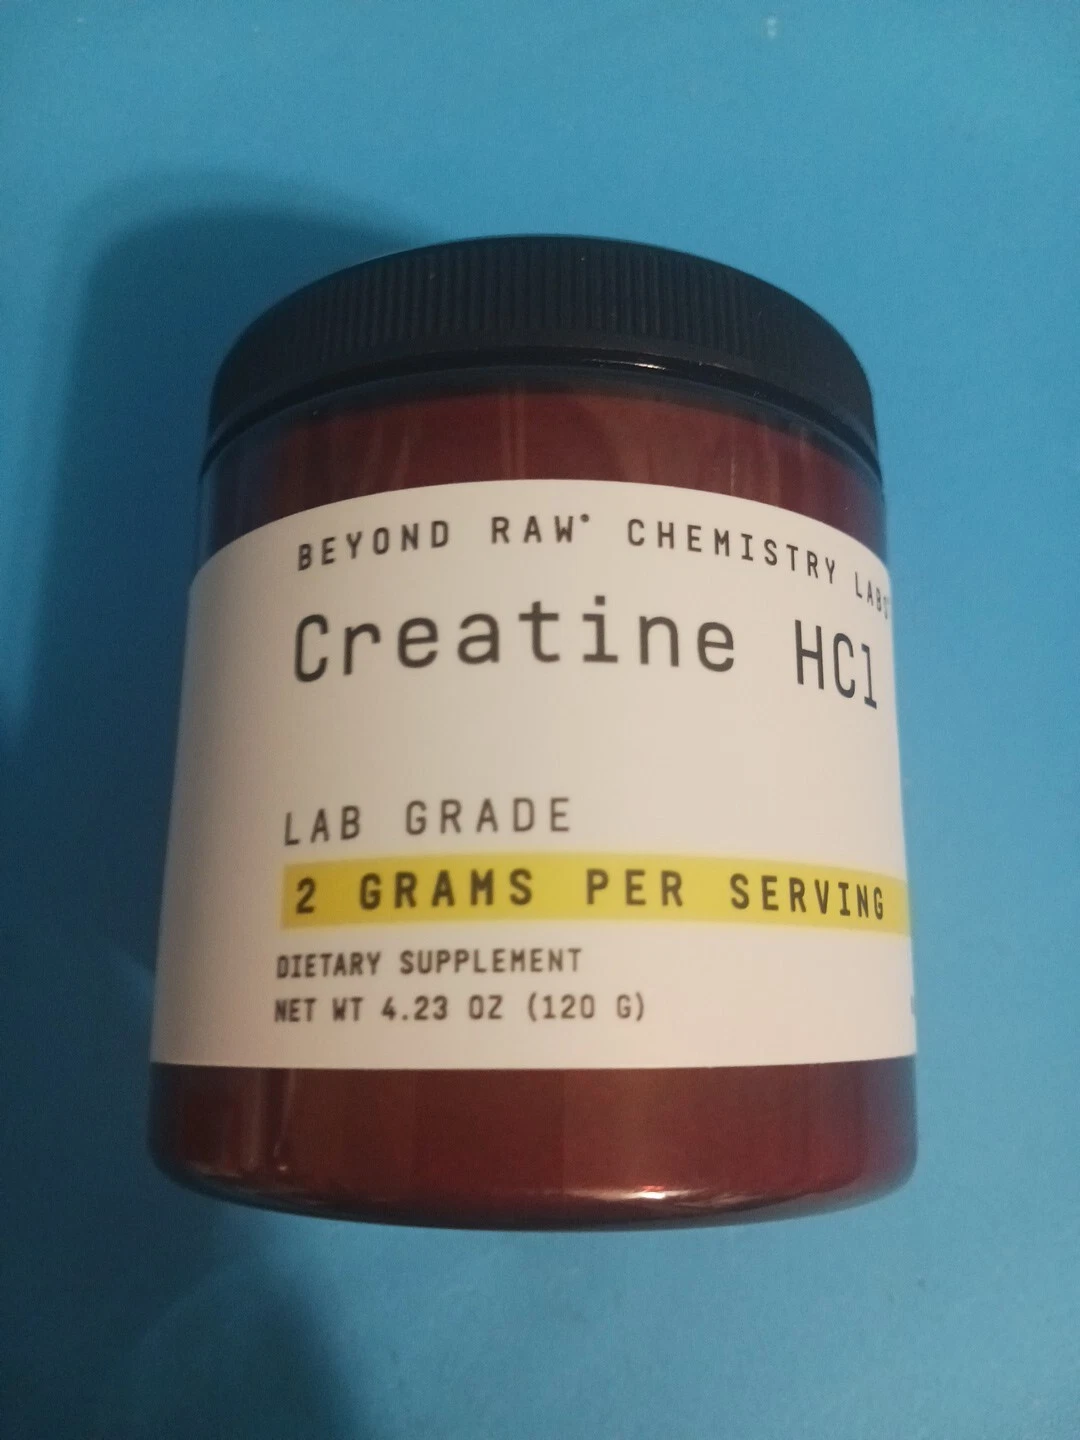 BEYOND RAW® CHEMISTRY LABS
Creatine HCl
LAB GRADE
2 GRAMS PER SERVING
DIETARY SUPPLEMENT
NET WT 4.23 OZ (120 G)